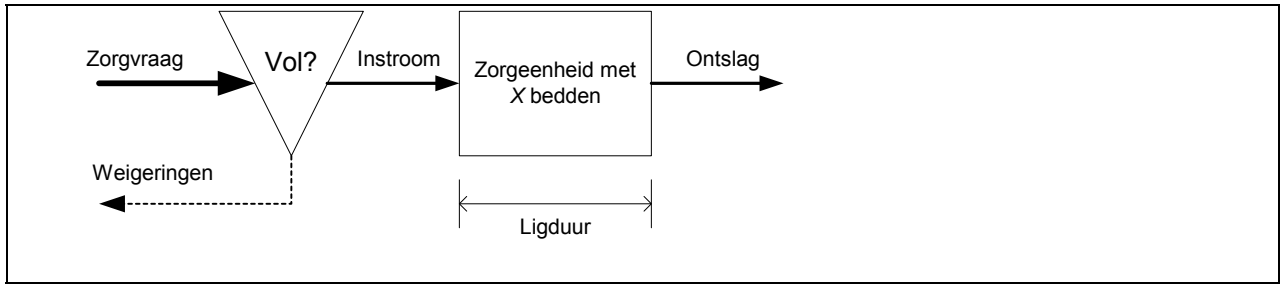 Zorgvraag
Vol?
Instroom
Zorgeenheid met
X bedden
Ontslag
Weigeringen
Ligduur